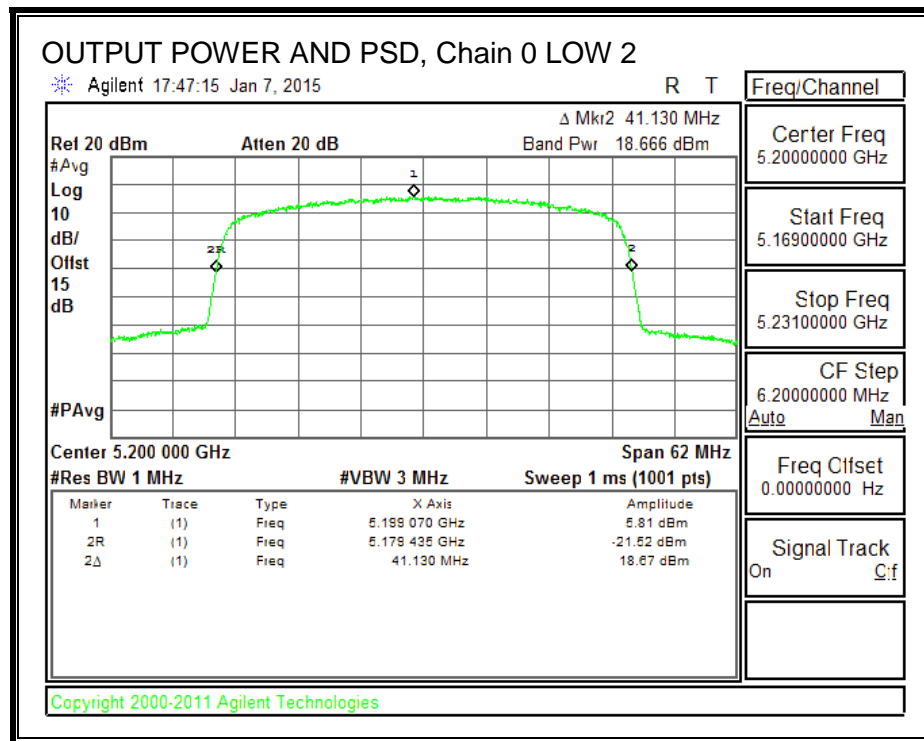 OUTPUT POWER AND PSD, Chain 0 LOW 2
Agilent 17:47:15 Jan 7, 2015
R T
Freq/Channel
Δ Mkr2 41.130 MHz
Ref 20 dBm
Atten 20 dB
Band Pwr 18.666 dBm
#Avg
Log
10
dB/
Offst
15
dB
1
2R
2
#PAvg
Center 5.200 000 GHz
Span 62 MHz
#Res BW 1 MHz
#VBW 3 MHz
Sweep 1 ms (1001 pts)
Marker Trace Type X Axis Amplitude
1 (1) Freq 5.199 070 GHz 5.81 dBm
2R (1) Freq 5.179 435 GHz -21.52 dBm
2Δ (1) Freq 41.130 MHz 18.67 dBm
Center Freq
5.20000000 GHz
Start Freq
5.16900000 GHz
Stop Freq
5.23100000 GHz
CF Step
6.20000000 MHz
Auto Man
Freq Offset
0.00000000 Hz
Signal Track
On Off
Copyright 2000-2011 Agilent Technologies